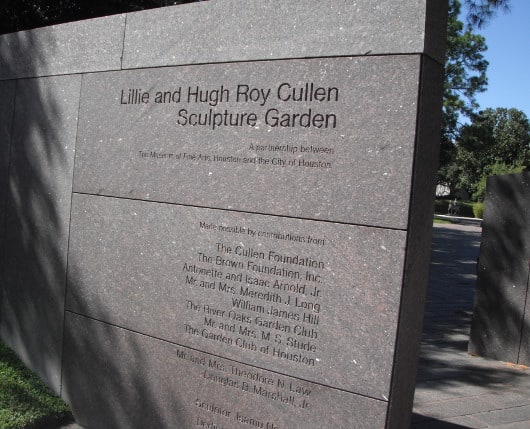 Lillie and Hugh Roy Cullen
Sculpture Garden
A partnership between
The Museum of Fine Arts, Houston and the City of Houston
Made possible by contributions from
The Cullen Foundation
The Brown Foundation, Inc.
Antonette and Isaac Arnold, Jr.
Mr. and Mrs. Meredith J. Long
William James Hill
The River Oaks Garden Club
Mr. and Mrs. M. S. Stude
The Garden Club of Houston
Mr. and Mrs. Theodore N. Law
Douglas B. Marshall, Jr.
Sculptor